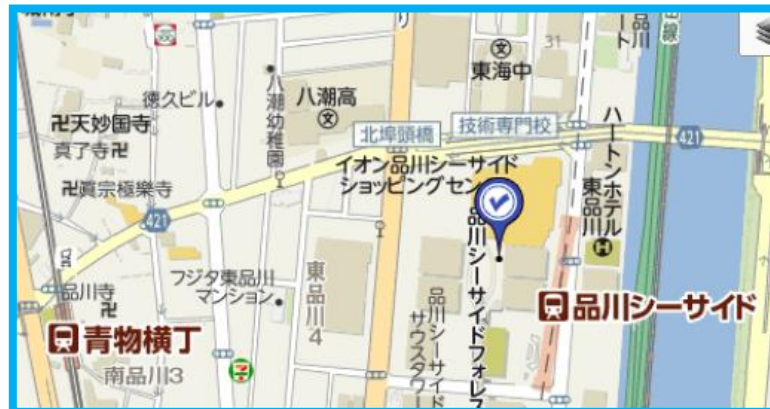 東海中
31
八潮高
徳久ビル
八潮幼稚園
卍天妙国寺
真了寺卍
北埠頭橋
技術専門校
421
ハートンホテル
東品川
イオン品川シーサイド
ショッピングセン
卍眞宗極樂寺
421
品川シーサイドフォレス
フジタ東品川
マンション
東品川4
品川シーサイド
サウスタワ
品川シーサイド
品川寺
卍
青物横丁
南品川3